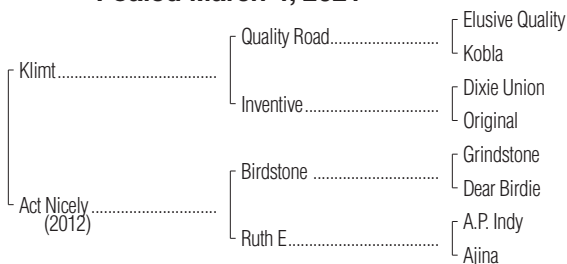 Foaled March 4, 2021
Elusive Quality
Quality Road
Kobla
Klimt
Dixie Union
Inventive
Original
Grindstone
Birdstone
Dear Birdie
Act Nicely
(2012)
A.P. Indy
Ruth E.
Ajina